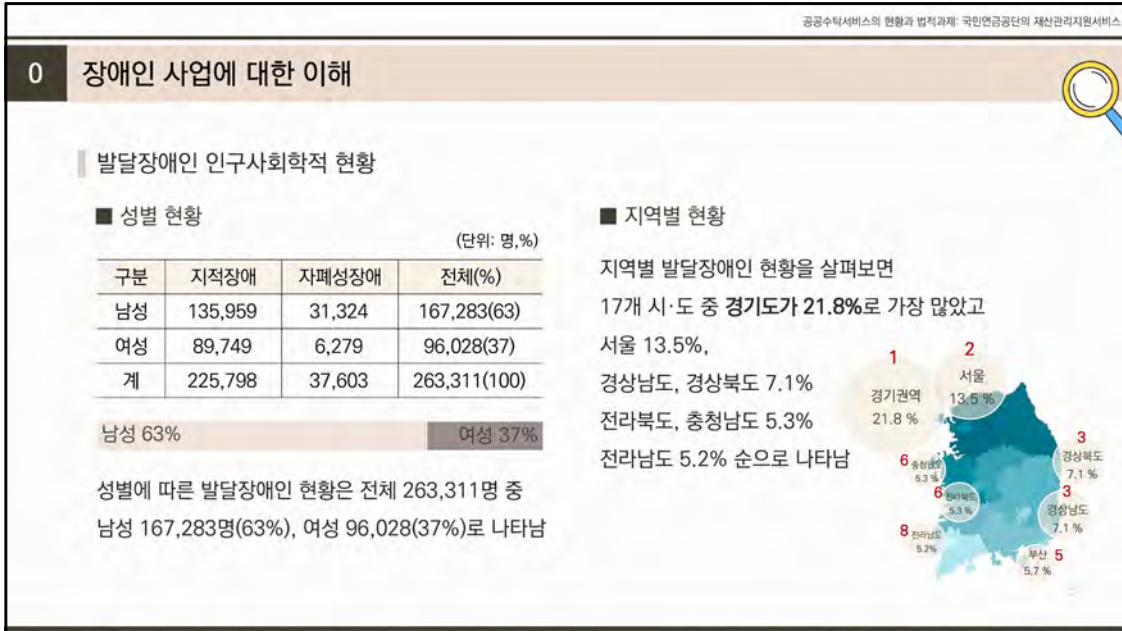 공공수탁서비스의 현황과 법적과제: 국민연금공단의 재산관리지원서비스
0 장애인 사업에 대한 이해
발달장애인 인구사회학적 현황
■ 성별 현황
(단위: 명,%)
구분 지적장애 자폐성장애 전체(%)
남성 135,959 31,324 167,283(63)
여성 89,749 6,279 96,028(37)
계 225,798 37,603 263,311(100)
남성 63% 여성 37%
성별에 따른 발달장애인 현황은 전체 263,311명 중
남성 167,283명(63%), 여성 96,028(37%)로 나타남
■ 지역별 현황
지역별 발달장애인 현황을 살펴보면
17개 시·도 중 경기도가 21.8%로 가장 많았고
서울 13.5%,
경상남도, 경상북도 7.1%
전라북도, 충청남도 5.3%
전라남도 5.2% 순으로 나타남
1
경기권역
21.8 %
2
서울
13.5 %
3
경상북도
7.1 %
6 충청남도
5.3 %
6 전라북도
5.3 %
3
경상남도
7.1 %
8 전라남도
5.2%
부산 5
5.7 %